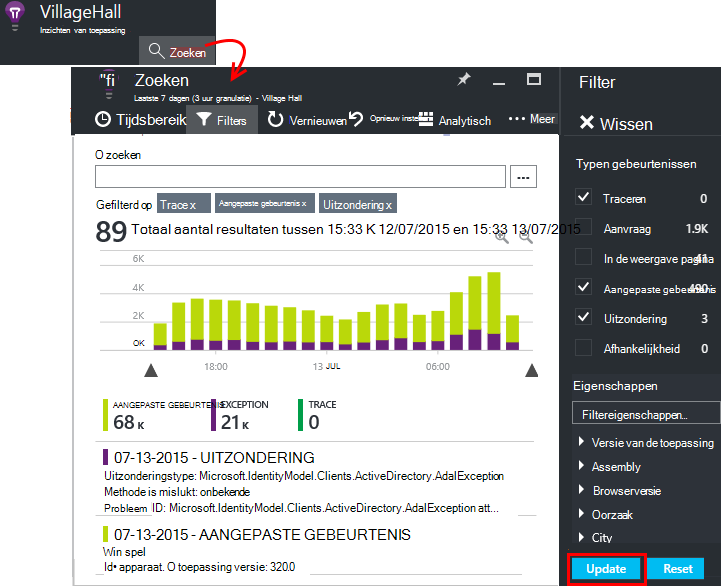 VillageHall
Inzichten van toepassing
Zoeken
"fi
Zoeken
Laatste 7 dagen (3 uur granulatie) - Village Hall
Tijdsbereik Filters Vernieuwen Opnieuw instel Analytisch Meer
O zoeken
...
Gefilterd op Trace x Aangepaste gebeurtenis x Uitzondering x
89 Totaal aantal resultaten tussen 15:33 K 12/07/2015 en 15:33 13/07/2015
6K
4K
2K
0K
18:00 13 JUL 06:00
AANGEPASTE GEBEURTENIS EXCEPTION TRACE
68 K 21 K 0
07-13-2015 - UITZONDERING
Uitzonderingstype: Microsoft.IdentityModel.Clients.ActiveDirectory.AdalException
Methode is mislukt: onbekende
Probleem ID: Microsoft.IdentityModel.Clients.ActiveDirectory.AdalException att...
07-13-2015 - AANGEPASTE GEBEURTENIS
Win spel
Id• apparaat. O toepassing versie: 320.0
Filter
Wissen
Typen gebeurtenissen
Traceren 0
Aanvraag 1.9K
In de weergave pagina 41
Aangepaste gebeurtenis 490
Uitzondering 3
Afhankelijkheid 0
Eigenschappen
Filtereigenschappen...
Versie van de toepassing
Assembly
Browserversie
Oorzaak
City
Update Reset